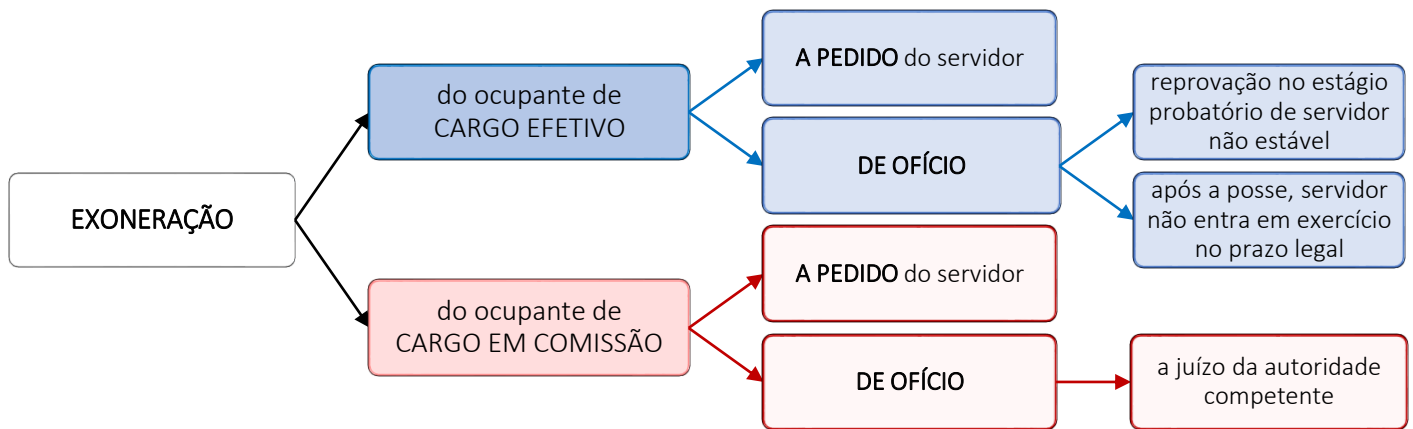 EXONERAÇÃO
do ocupante de
CARGO EFETIVO
A PEDIDO do servidor
DE OFÍCIO
reprovação no estágio
probatório de servidor
não estável
após a posse, servidor
não entra em exercício
no prazo legal
do ocupante de
CARGO EM COMISSÃO
A PEDIDO do servidor
DE OFÍCIO
a juízo da autoridade
competente